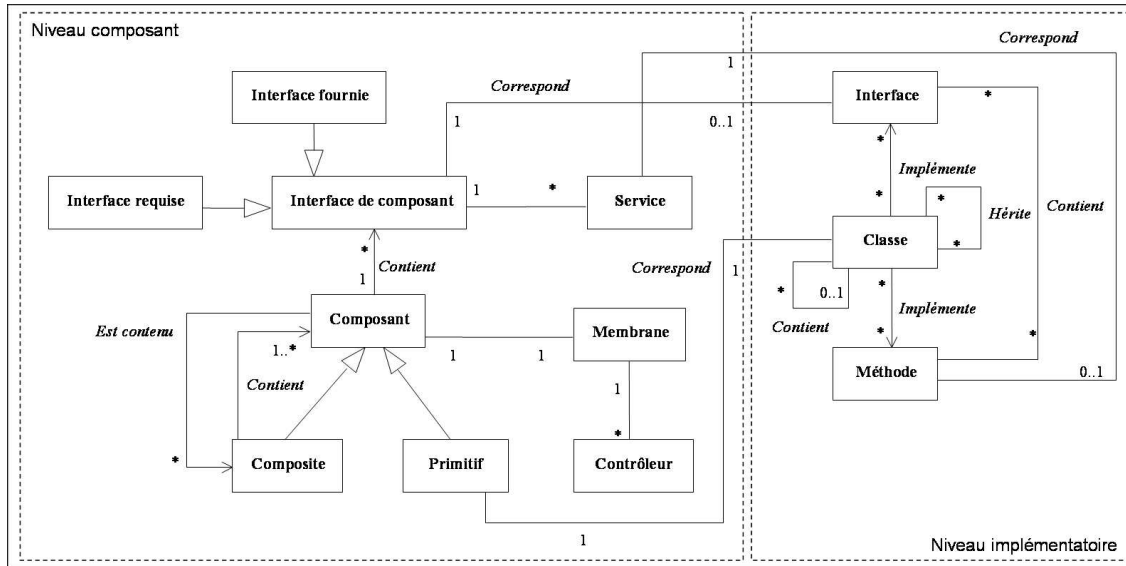 Niveau composant
Correspond
1
Interface fournie
Correspond
Interface
*
1
0..1
*
Implémente
Interface requise
Interface de composant
1
*
Service
*
*
Contient
Hérite
Classe
*
*
Contient
Correspond
1
*
0..1
*
1
Implémente
Contient
Est contenu
Composant
Membrane
*
*
1..*
1
1
Méthode
0..1
Contient
1
*
*
Composite
Primitif
Contrôleur
1
Niveau implémentatoire